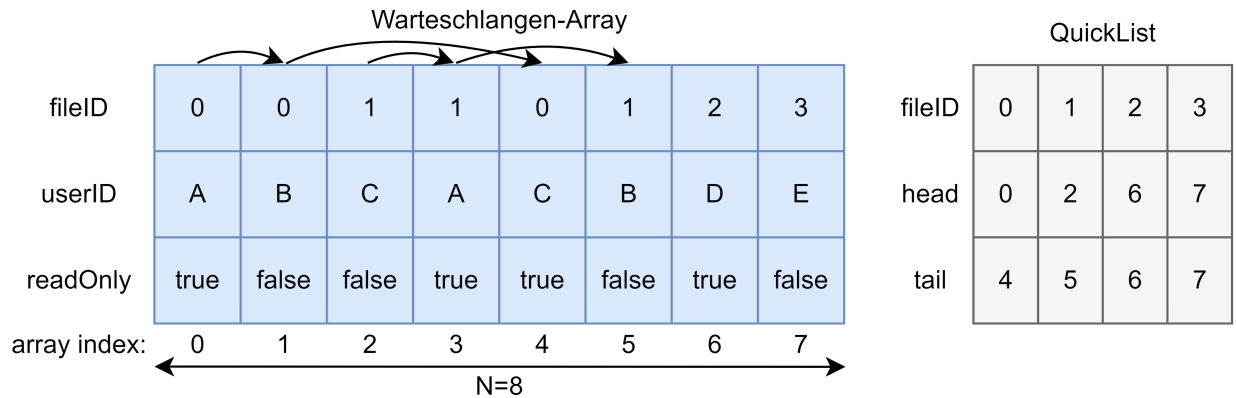 Warteschlangen-Array
QuickList
fileID 0 0 1 1 0 1 2 3
fileID 0 1 2 3
userID A B C A C B D E
head 0 2 6 7
readOnly true false false true true false true false
tail 4 5 6 7
array index: 0 1 2 3 4 5 6 7
N=8